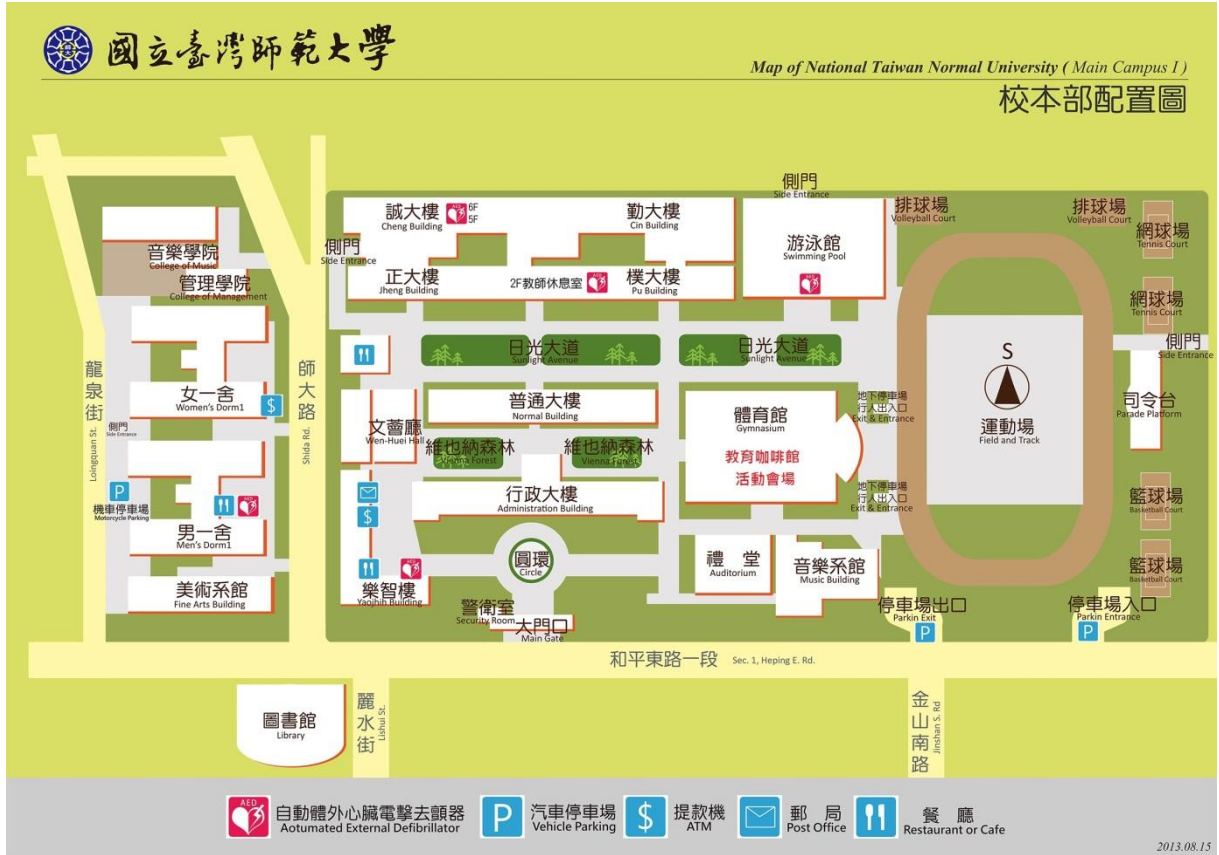 國立臺灣師範大學
Map of National Taiwan Normal University ( Main Campus I )
校本部配置圖
側門
Side Entrance
誠大樓
Cheng Building
6F
5F
勤大樓
Cin Building
排球場
Volleyball Court
排球場
Volleyball Court
網球場
Tennis Court
音樂學院
College of Music
側門
Side Entrance
游泳館
Swimming Pool
管理學院
College of Management
正大樓
Jheng Building
2F教師休息室
樸大樓
Pu Building
網球場
Tennis Court
日光大道
Sunlight Avenue
日光大道
Sunlight Avenue
側門
Side Entrance
S
龍泉街
Loingquan St.
師大路
Shida Rd.
女一舍
Women's Dorm1
$
普通大樓
Normal Building
體育館
Gymnasium
地下停車場
行人出入口
Exit & Entrance
運動場
Field and Track
司令台
Parade Platform
側門
Side Entrance
文薈廳
Wen-Huei Hall
維也納森林
Vienna Forest
維也納森林
Vienna Forest
教育咖啡館
活動會場
P
機車停車場
Motorcycle Parking
$
行政大樓
Administration Building
地下停車場
行人出入口
Exit & Entrance
籃球場
Basketball Court
男一舍
Men's Dorm1
圓環
Circle
禮 堂
Auditorium
音樂系館
Music Building
籃球場
Basketball Court
美術系館
Fine Arts Building
樂智樓
Yaojhih Building
警衛室
Security Room
大門口
Main Gate
停車場出口
Parkin Exit
P
停車場入口
Parkin Entrance
P
和平東路一段 Sec. 1, Heping E. Rd.
圖書館
Library
麗水街
Lishui St.
金山南路
Jinshan S. Rd
AED
自動體外心臟電擊去顫器
Aotumated External Defibrillator
P
汽車停車場
Vehicle Parking
$
提款機
ATM
郵 局
Post Office
餐 廳
Restaurant or Cafe
2013.08.15